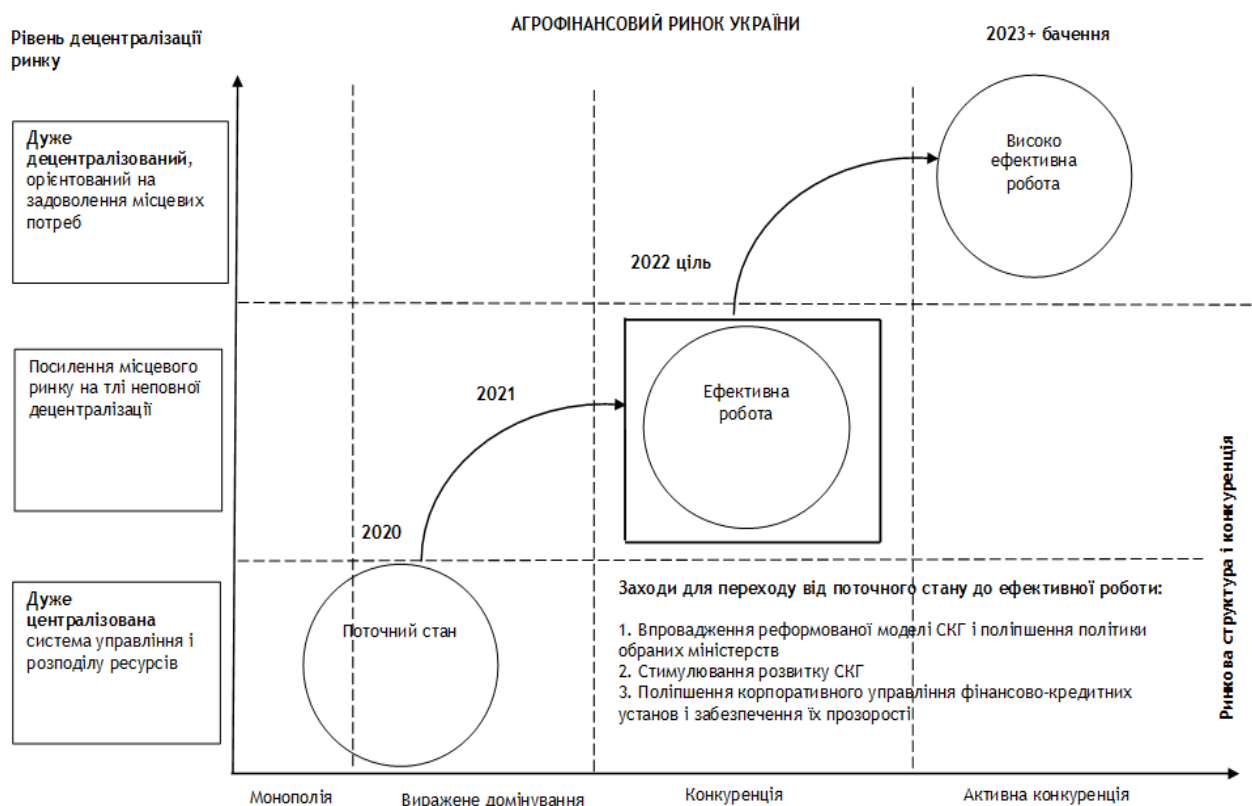 АГРОФІНАНСОВИЙ РИНОК УКРАЇНИ
Рівень децентралізації
ринку
2023+ бачення
Дуже
децентралізований,
орієнтований на
задоволення місцевих
потреб
Високо
ефективна
робота
2022 ціль
Посилення місцевого
ринку на тлі неповної
децентралізації
2021
Ефективна
робота
2020
Дуже
централізована
система управління і
розподілу ресурсів
Поточний стан
Заходи для переходу від поточного стану до ефективної роботи:
1. Впровадження реформованої моделі СКГ і поліпшення політики
обраних міністерств
2. Стимулювання розвитку СКГ
3. Поліпшення корпоративного управління фінансово-кредитних
установ і забезпечення їх прозорості
Ринкова структура і конкуренція
Монополія
Виражене домінування
Конкуренція
Активна конкуренція